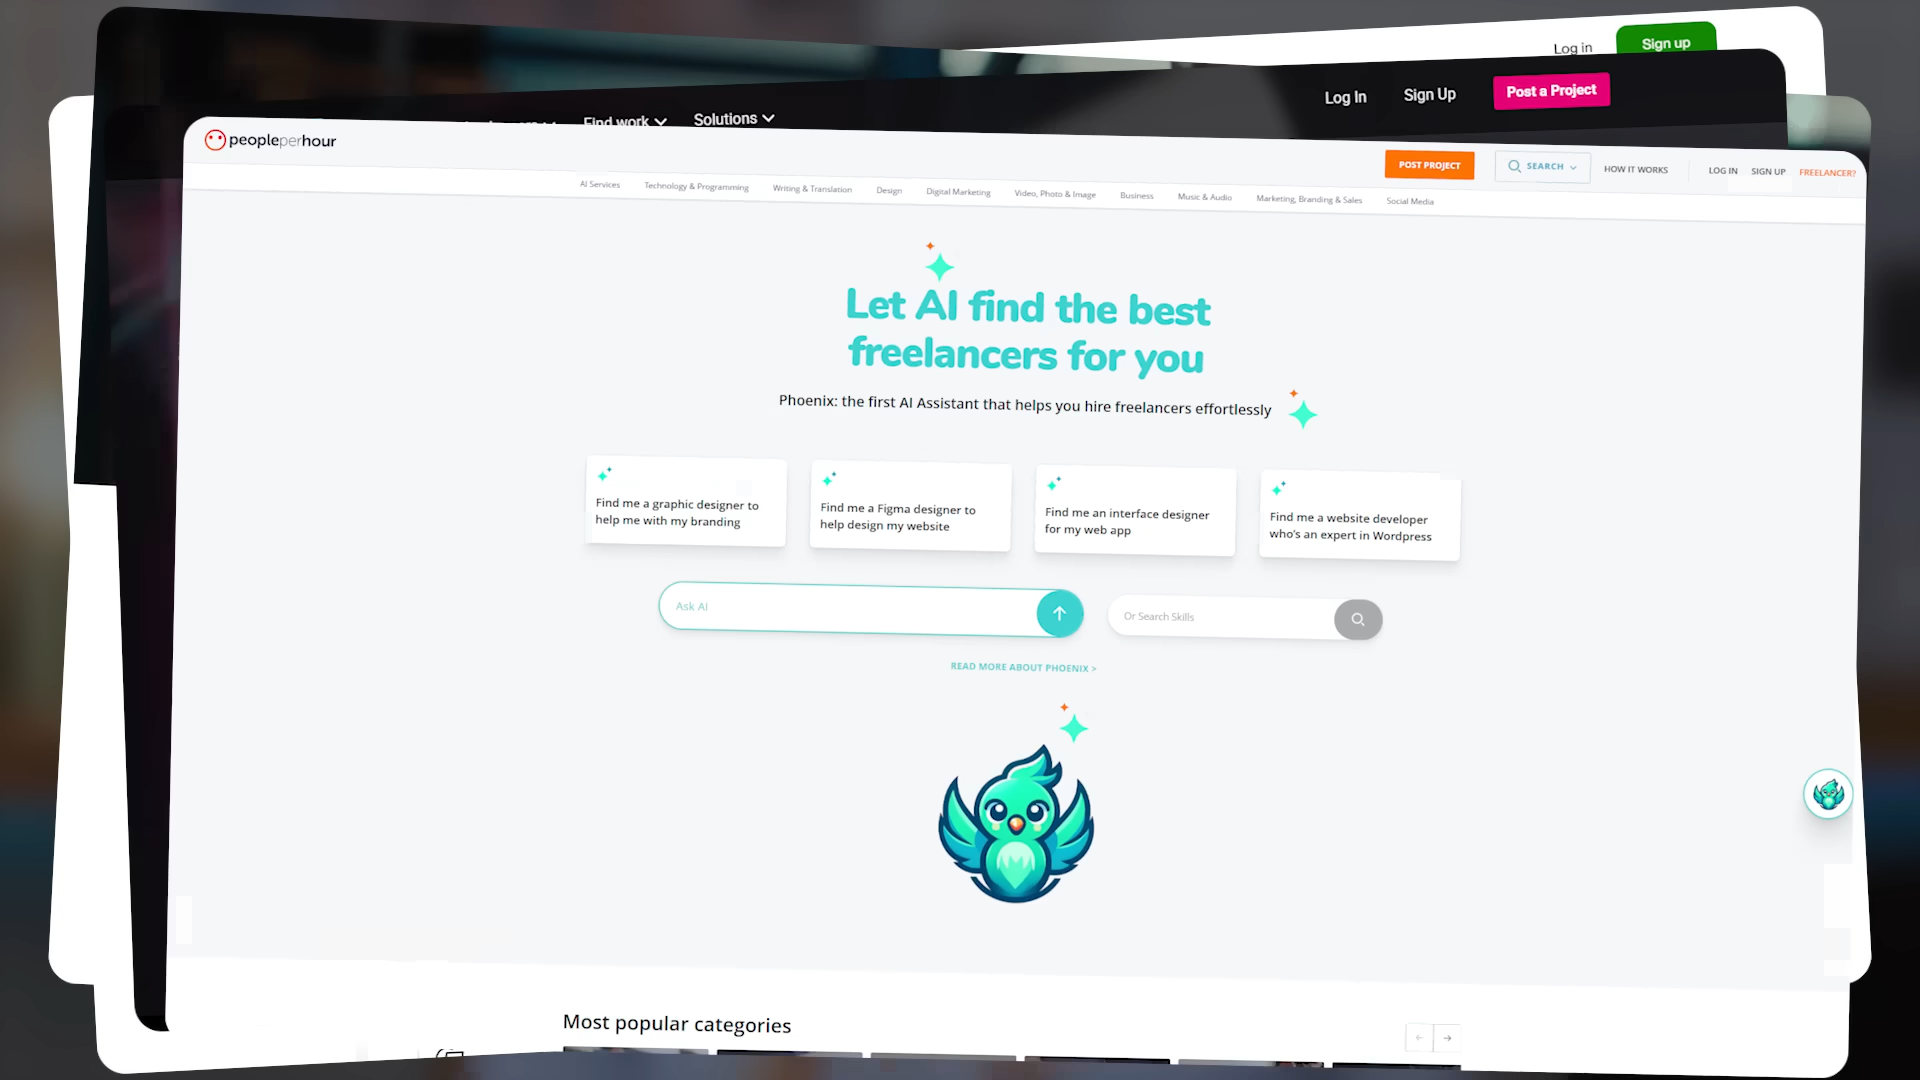 Log in
Sign up
Log In
Sign Up
Post a Project
Find work
Solutions
peopleperhour
POST PROJECT
SEARCH
HOW IT WORKS
LOG IN
SIGN UP
FREELANCER?
AI Services
Technology & Programming
Writing & Translation
Design
Digital Marketing
Video, Photo & Image
Business
Music & Audio
Marketing, Branding & Sales
Social Media
Let AI find the best
freelancers for you
Phoenix: the first AI Assistant that helps you hire freelancers effortlessly
Find me a graphic designer to
help me with my branding
Find me a Figma designer to
help design my website
Find me an interface designer
for my web app
Find me a website developer
who's an expert in Wordpress
Ask AI
Or Search Skills
READ MORE ABOUT PHOENIX >
Most popular categories